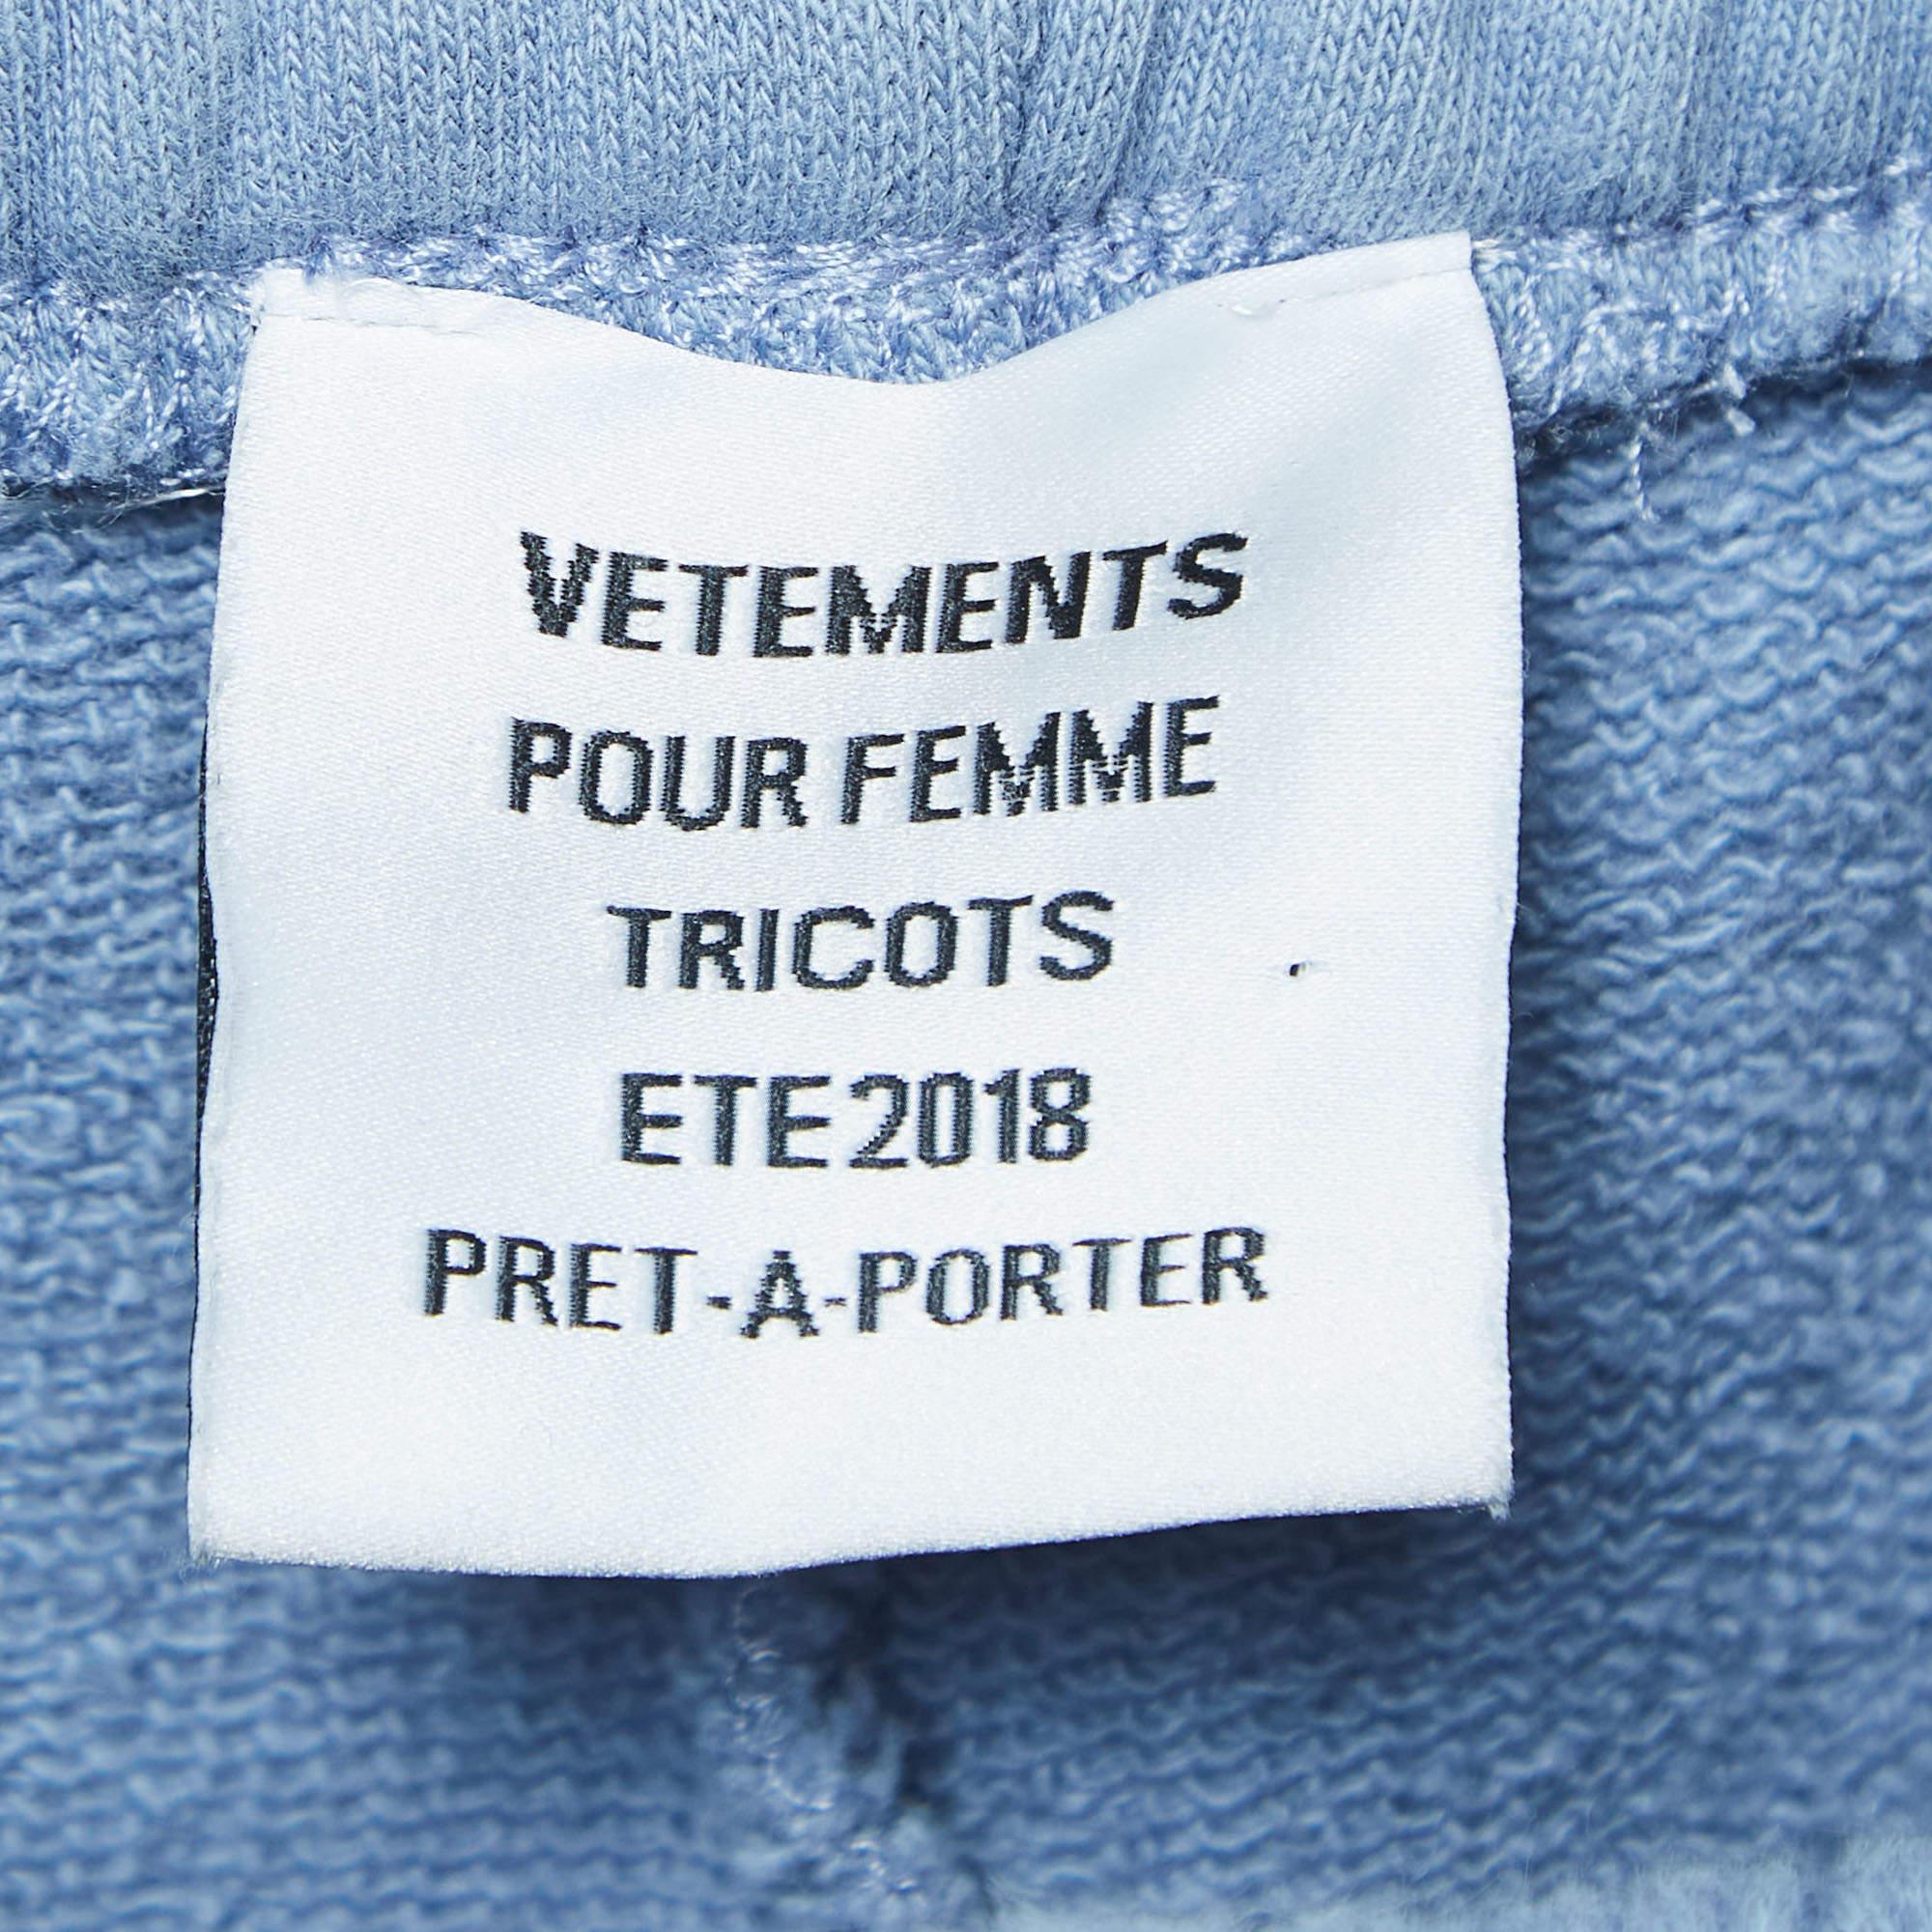 VETEMENTS
POUR FEMME
TRICOTS
ETE 2018
PRET-A-PORTER